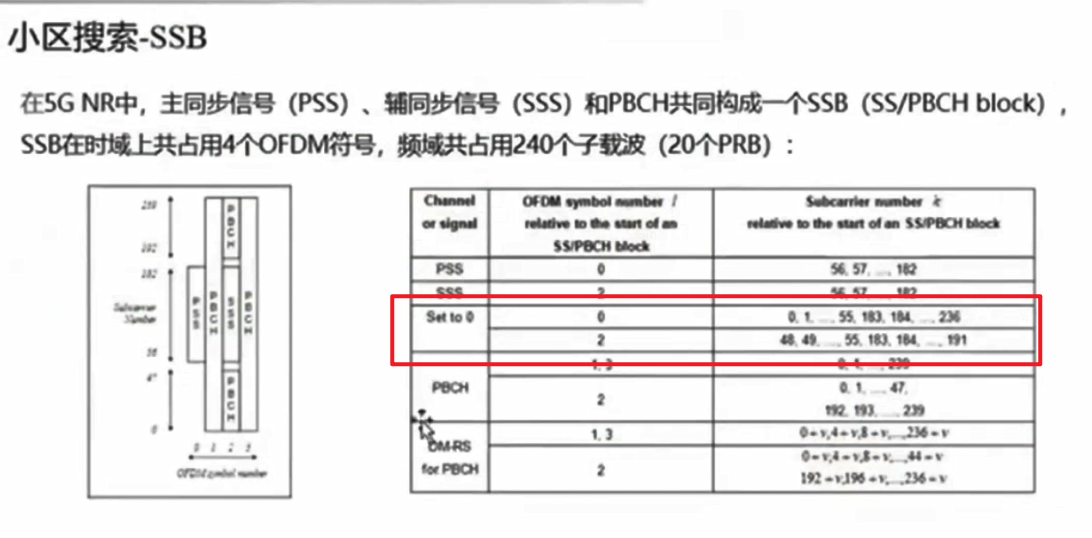 小区搜索-SSB
在5G NR中，主同步信号（PSS）、辅同步信号（SSS）和PBCH共同构成一个SSB（SS/PBCH block），
SSB在时域上共占用4个OFDM符号，频域共占用240个子载波（20个PRB）：
239
192
182
Subcarrier
Number
56
47
0
PSS
PBCH
PBCH
SSS
PBCH
PBCH
0 1 2 3
OFDM symbol number
Channel or signal
OFDM symbol number l relative to the start of an SS/PBCH block
Subcarrier number k relative to the start of an SS/PBCH block
PSS 0 56, 57, ..., 182
SSS 2 56, 57, ..., 182
Set to 0 0 0, 1, ..., 55, 183, 184, ..., 236
2 48, 49, ..., 55, 183, 184, ..., 191
PBCH 1, 3 0, 1, ..., 239
2 0, 1, ..., 47,
192, 193, ..., 239
DM-RS for PBCH 1, 3 0+v,4+v,8+v,...,236+v
2 0+v,4+v,8+v,...,44+v
192+v,196+v,...,236+v